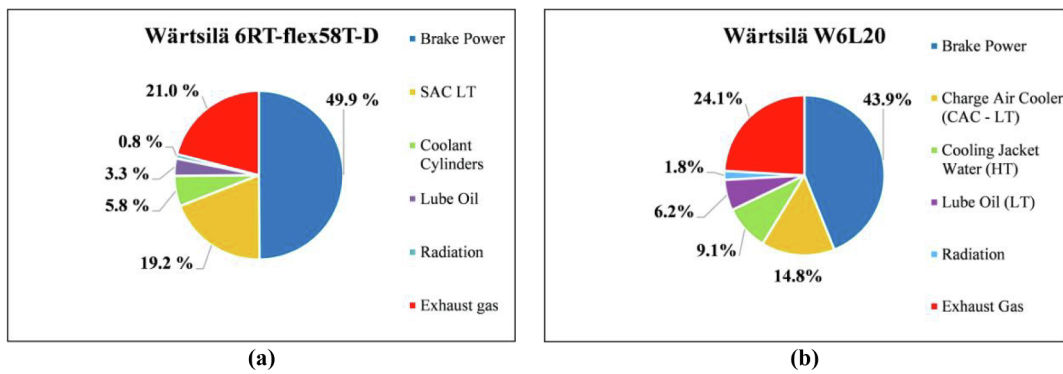 Wärtsilä 6RT-flex58T-D
Brake Power
SAC LT
Coolant
Cylinders
Lube Oil
Radiation
Exhaust gas
49.9 %
21.0 %
0.8 %
3.3 %
5.8 %
19.2 %
(a)
Wärtsilä W6L20
Brake Power
Charge Air Cooler
(CAC - LT)
Cooling Jacket
Water (HT)
Lube Oil (LT)
Radiation
Exhaust Gas
43.9%
24.1%
1.8%
6.2%
9.1%
14.8%
(b)